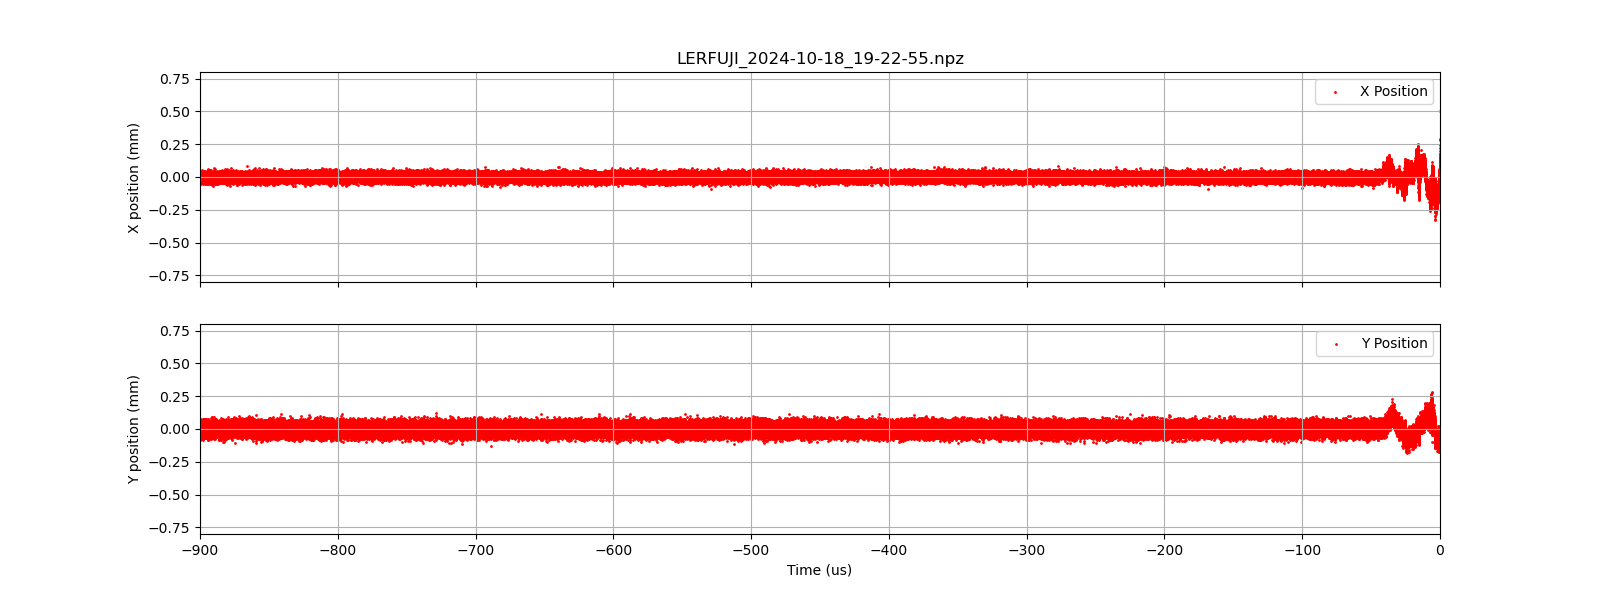 LERFUJI_2024-10-18_19-22-55.npz
X position (mm)
0.75
0.50
0.25
0.00
−0.25
−0.50
−0.75
X Position
Y position (mm)
0.75
0.50
0.25
0.00
−0.25
−0.50
−0.75
Y Position
−900 −800 −700 −600 −500 −400 −300 −200 −100 0
Time (us)